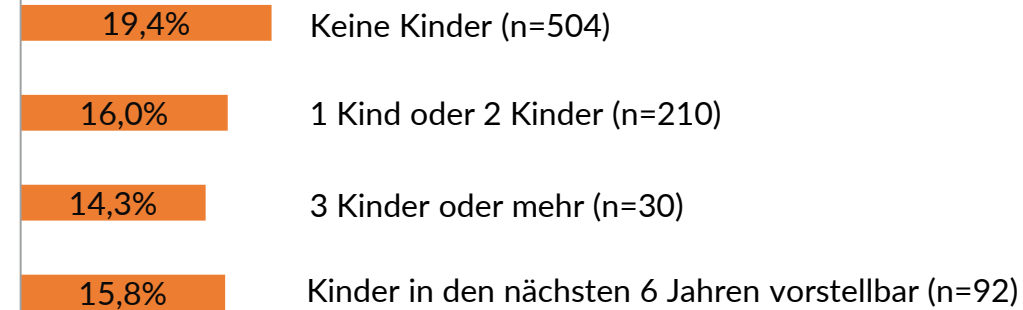 19,4% Keine Kinder (n=504)
16,0% 1 Kind oder 2 Kinder (n=210)
14,3% 3 Kinder oder mehr (n=30)
15,8% Kinder in den nächsten 6 Jahren vorstellbar (n=92)